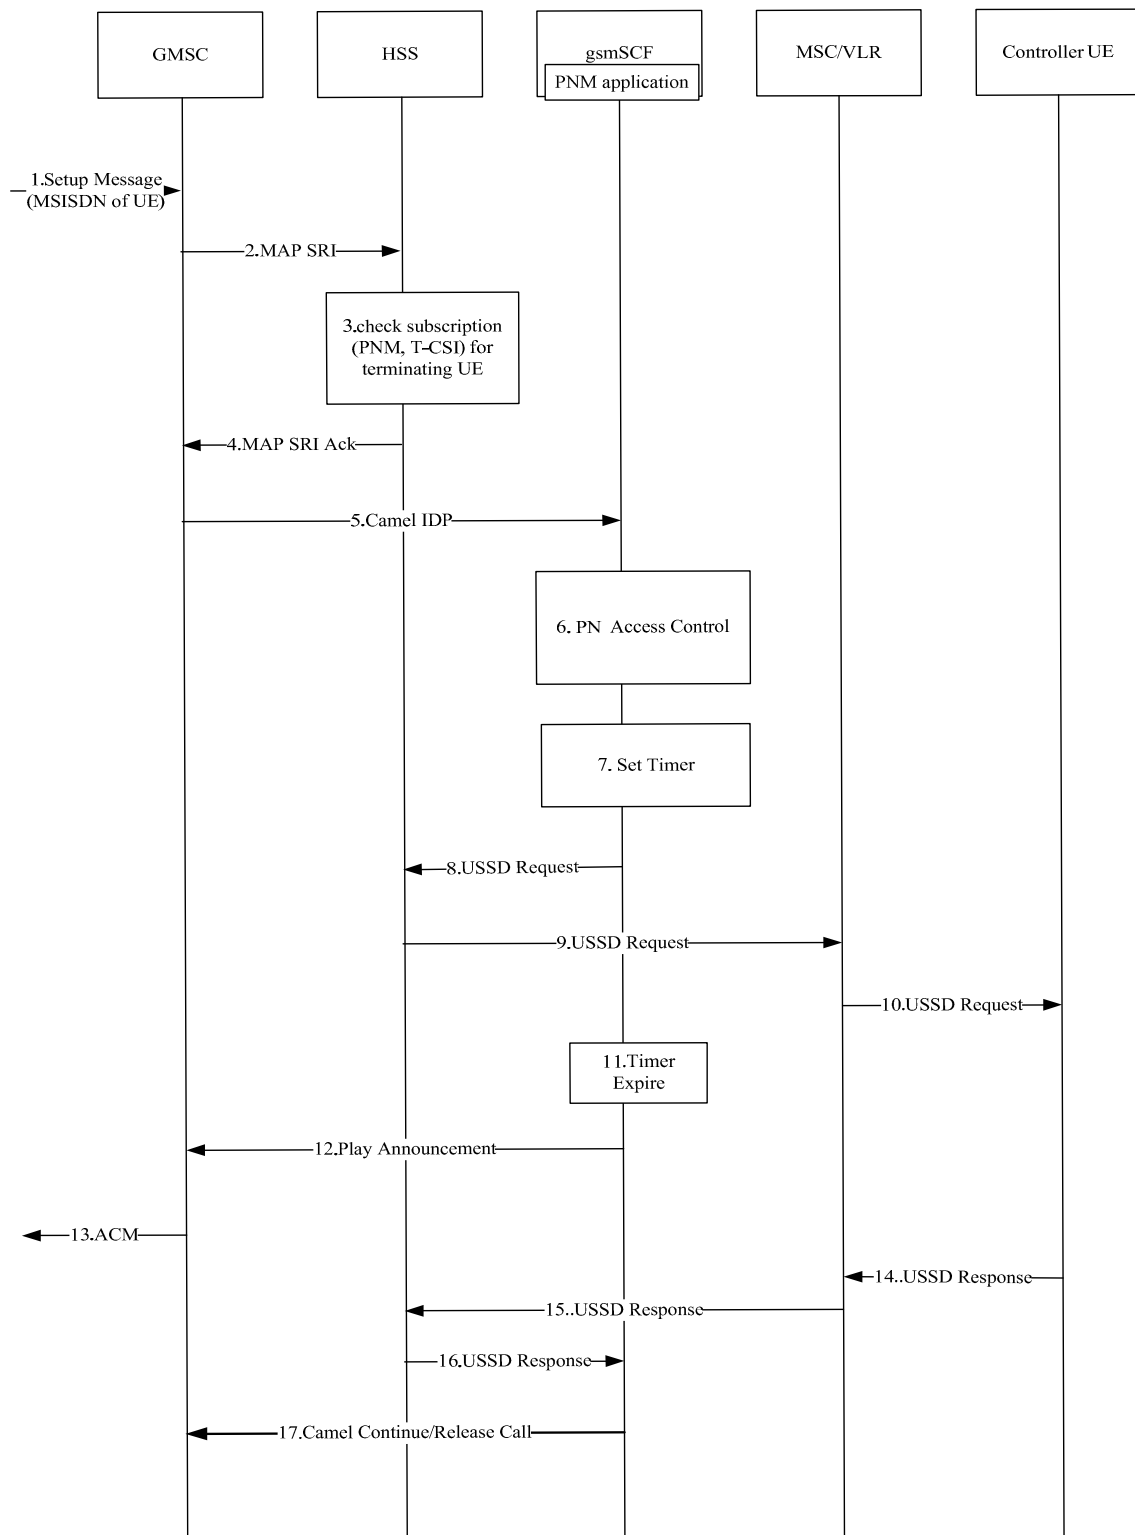 GMSC
HSS
gsmSCF
PNM application
MSC/VLR
Controller UE
1.Setup Message
(MSISDN of UE)
2.MAP SRI
3.check subscription
(PNM, T-CSI) for
terminating UE
4.MAP SRI Ack
5.Camel IDP
6. PN Access Control
7. Set Timer
8.USSD Request
9.USSD Request
10.USSD Request
11.Timer
Expire
12.Play Announcement
13.ACM
14..USSD Response
15..USSD Response
16.USSD Response
17.Camel Continue/Release Call